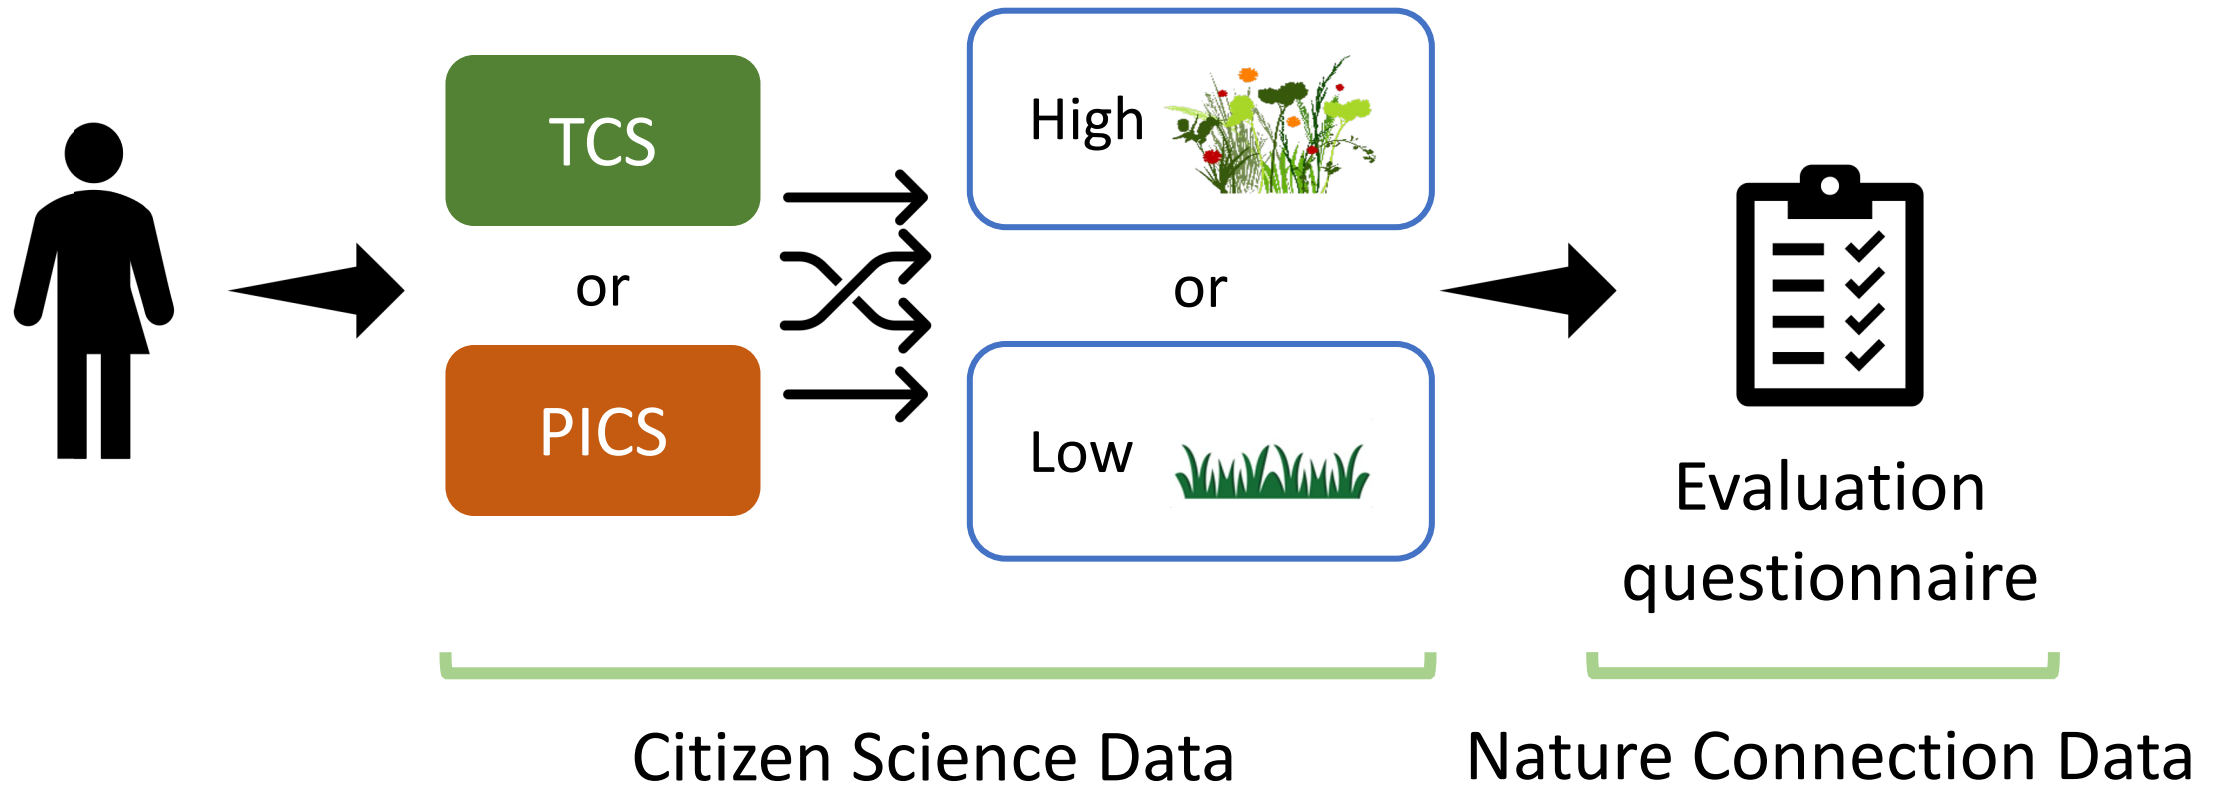 TCS
or
PICS
High
or
Low
Evaluation
questionnaire
Citizen Science Data
Nature Connection Data